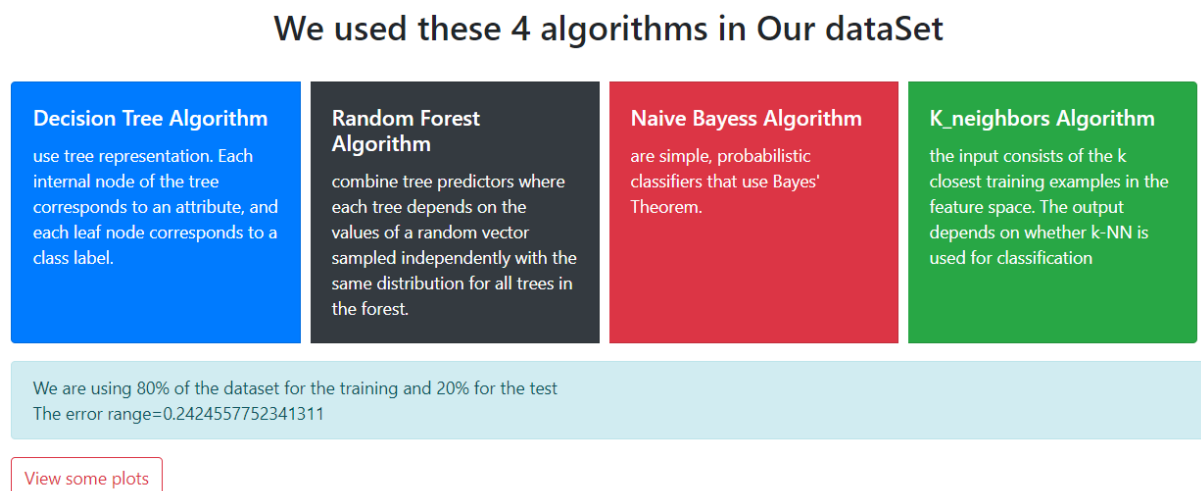 We used these 4 algorithms in Our dataSet
Decision Tree Algorithm
use tree representation. Each
internal node of the tree
corresponds to an attribute, and
each leaf node corresponds to a
class label.
Random Forest
Algorithm
combine tree predictors where
each tree depends on the
values of a random vector
sampled independently with the
same distribution for all trees in
the forest.
Naive Bayess Algorithm
are simple, probabilistic
classifiers that use Bayes'
Theorem.
K_neighbors Algorithm
the input consists of the k
closest training examples in the
feature space. The output
depends on whether k-NN is
used for classification
We are using 80% of the dataset for the training and 20% for the test
The error range=0.2424557752341311
View some plots